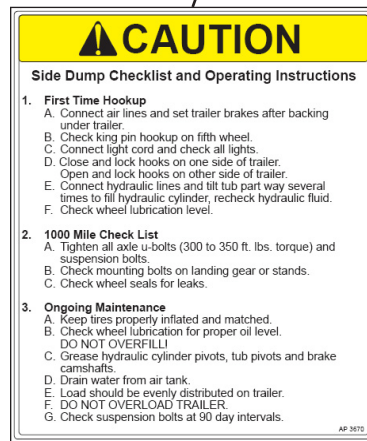 CAUTION
Side Dump Checklist and Operating Instructions
1. First Time Hookup
A. Connect air lines and set trailer brakes after backing
under trailer.
B. Check king pin hookup on fifth wheel.
C. Connect light cord and check all lights.
D. Close and lock hooks on one side of trailer.
Open and lock hooks on other side of trailer.
E. Connect hydraulic lines and tilt tub part way several
times to fill hydraulic cylinder, recheck hydraulic fluid.
F. Check wheel lubrication level.
2. 1000 Mile Check List
A. Tighten all axle u-bolts (300 to 350 ft. lbs. torque) and
suspension bolts.
B. Check mounting bolts on landing gear or stands.
C. Check wheel seals for leaks.
3. Ongoing Maintenance
A. Keep tires properly inflated and matched.
B. Check wheel lubrication for proper oil level.
DO NOT OVERFILL!
C. Grease hydraulic cylinder pivots, tub pivots and brake
camshafts.
D. Drain water from air tank.
E. Load should be evenly distributed on trailer.
F. DO NOT OVERLOAD TRAILER.
G. Check suspension bolts at 90 day intervals.
AP 3670